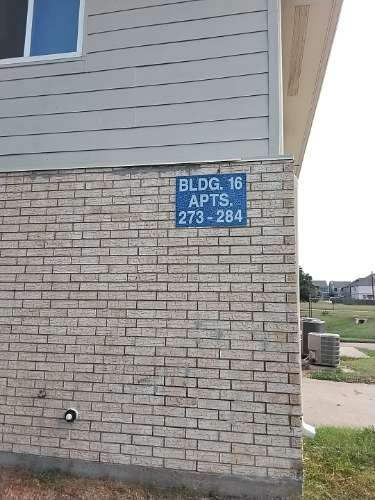 BLDG. 16
APTS.
273 - 284